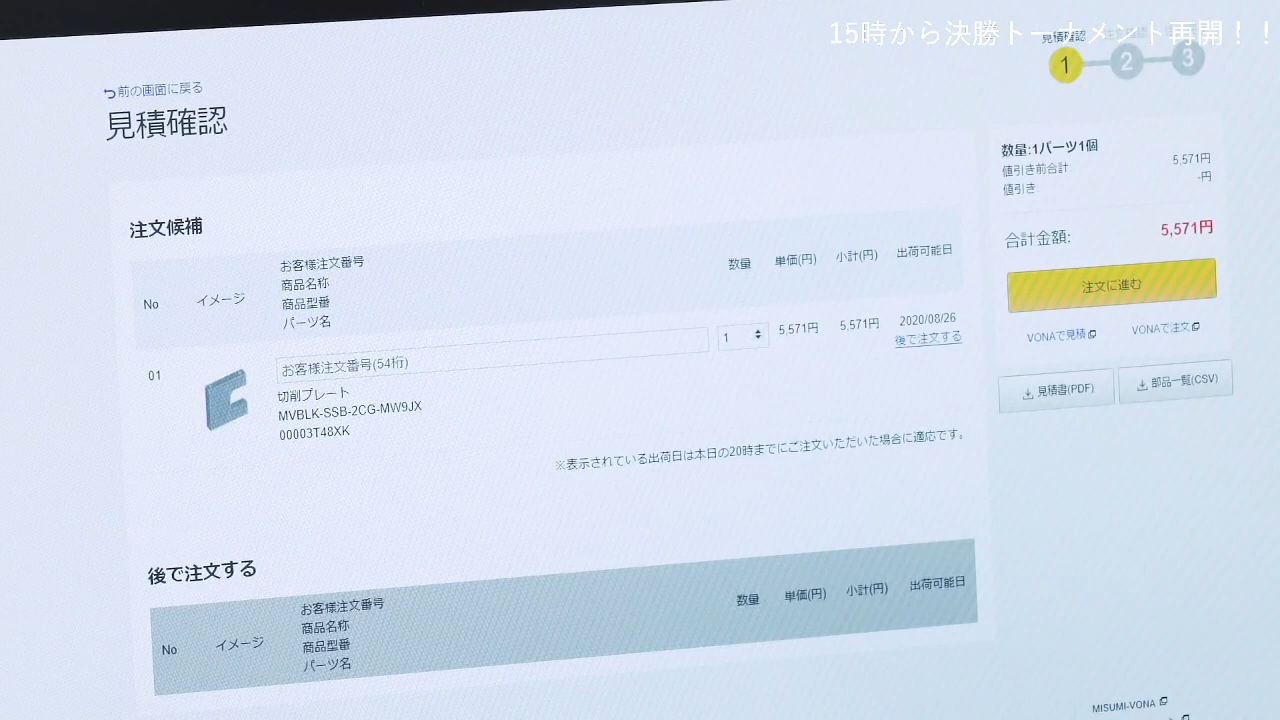 15時から決勝トーナメント再開！！
見積確認
1 2 3
前の画面に戻る
見積確認
注文候補
No イメージ お客様注文番号 数量 単価(円) 小計(円) 出荷可能日
商品名称
商品型番
パーツ名
01 お客様注文番号(54桁) 1 5,571円 5,571円 2020/08/26
後で注文する
切削プレート
MVBLK-SSB-2CG-MW9JX
00003T48XK
※表示されている出荷日は本日の20時までにご注文いただいた場合に適応です。
後で注文する
No イメージ お客様注文番号 数量 単価(円) 小計(円) 出荷可能日
商品名称
商品型番
パーツ名
数量:1パーツ1個
値引き前合計: 5,571円
値引き: -円
合計金額: 5,571円
注文に進む
VONAで見積 VONAで注文
見積書(PDF) 部品一覧(CSV)
MISUMI-VONA